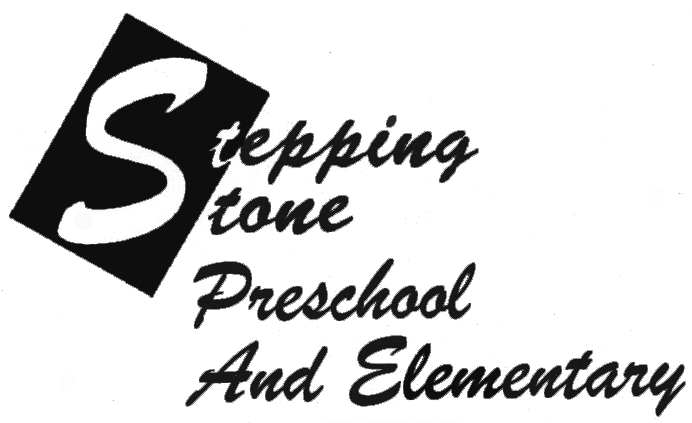 Stepping
Stone
Preschool
And Elementary